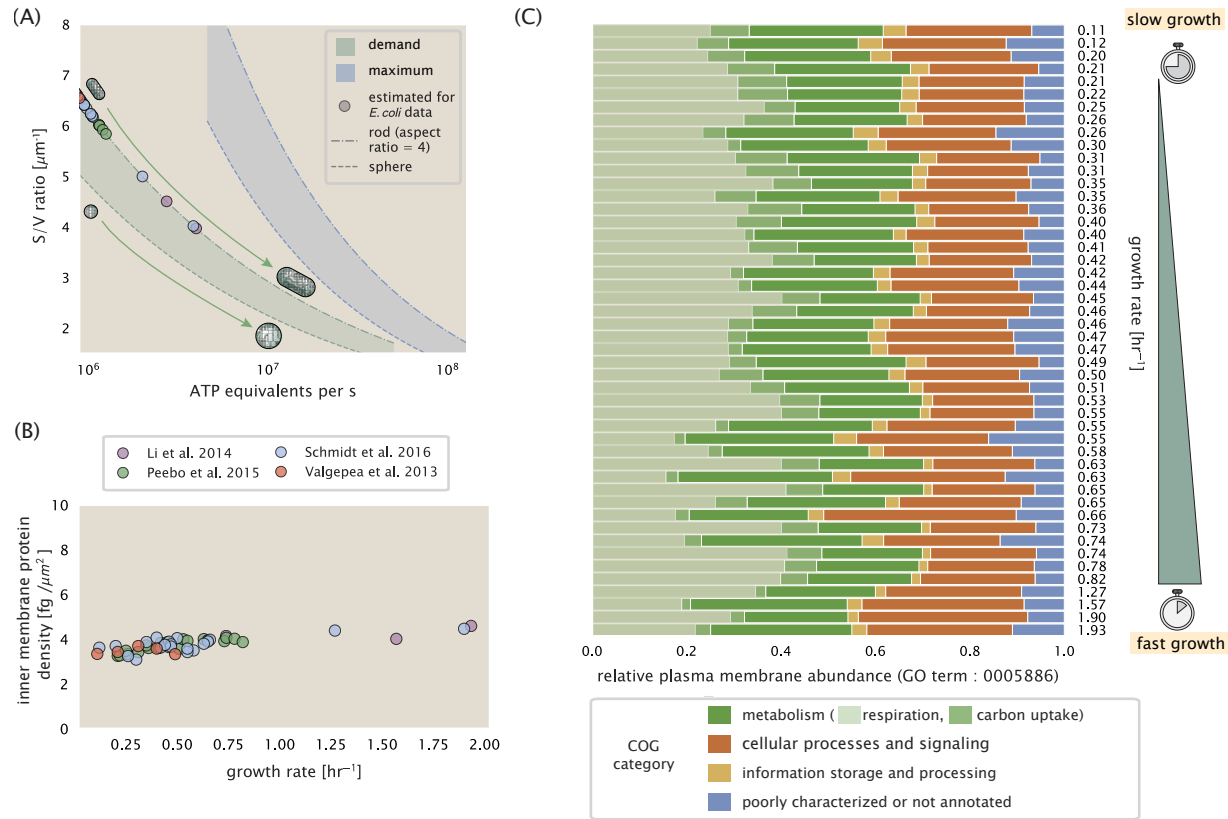 (A)
8
7
6
5
4
3
2
S/V ratio [μm⁻¹]
10⁶
10⁷
10⁸
ATP equivalents per s
demand
maximum
estimated for
E. coli data
rod (aspect
ratio = 4)
sphere
(B)
Li et al. 2014
Schmidt et al. 2016
Peebo et al. 2015
Valgepea et al. 2013
10
8
6
4
2
0
inner membrane protein
density [fg /μm²]
0.25 0.50 0.75 1.00 1.25 1.50 1.75 2.00
growth rate [hr⁻¹]
(C)
0.11
0.12
0.20
0.21
0.21
0.22
0.25
0.26
0.26
0.30
0.31
0.31
0.35
0.35
0.36
0.40
0.40
0.41
0.42
0.42
0.44
0.45
0.46
0.46
0.47
0.47
0.49
0.50
0.51
0.53
0.55
0.55
0.55
0.58
0.63
0.63
0.65
0.65
0.66
0.73
0.74
0.74
0.78
0.82
1.27
1.57
1.90
1.93
0.0 0.2 0.4 0.6 0.8 1.0
relative plasma membrane abundance (GO term : 0005886)
slow growth
growth rate [hr⁻¹]
fast growth
COG
category
metabolism ( respiration, carbon uptake)
cellular processes and signaling
information storage and processing
poorly characterized or not annotated